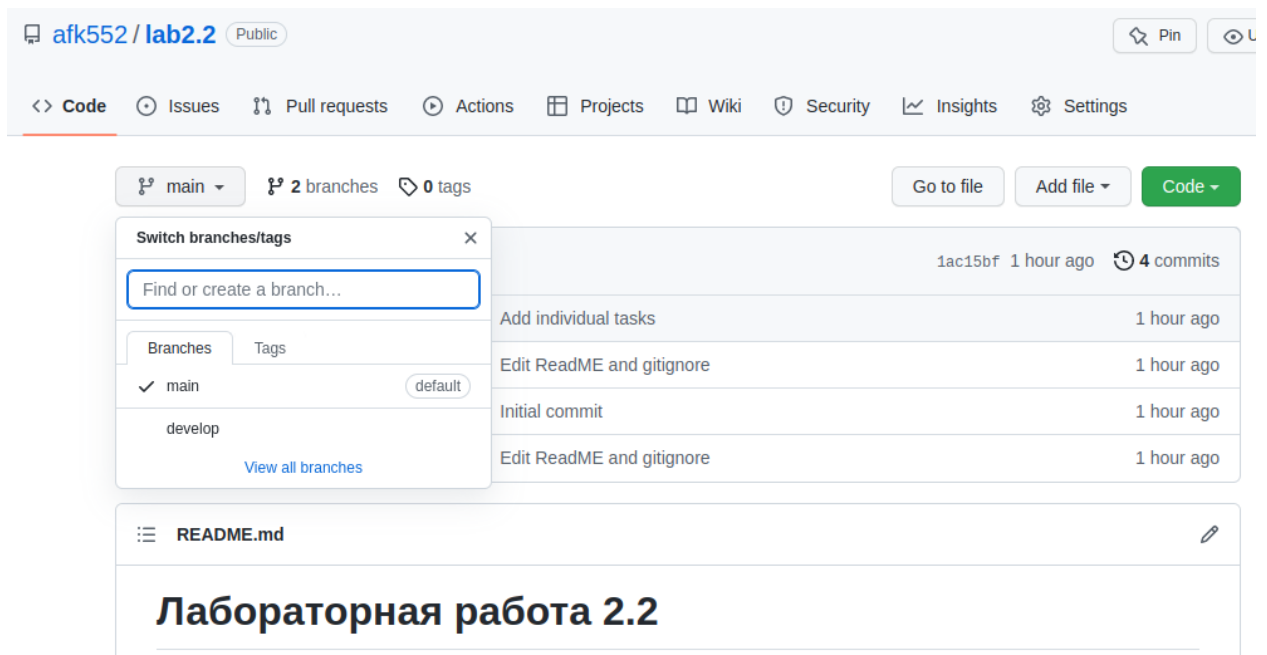 afk552 / lab2.2 Public Pin
Code Issues Pull requests Actions Projects Wiki Security Insights Settings
main 2 branches 0 tags Go to file Add file Code
Switch branches/tags
1ac15bf 1 hour ago 4 commits
Find or create a branch…
Add individual tasks 1 hour ago
Branches Tags
Edit ReadME and gitignore 1 hour ago
main default
Initial commit 1 hour ago
develop
Edit ReadME and gitignore 1 hour ago
View all branches
README.md
Лабораторная работа 2.2